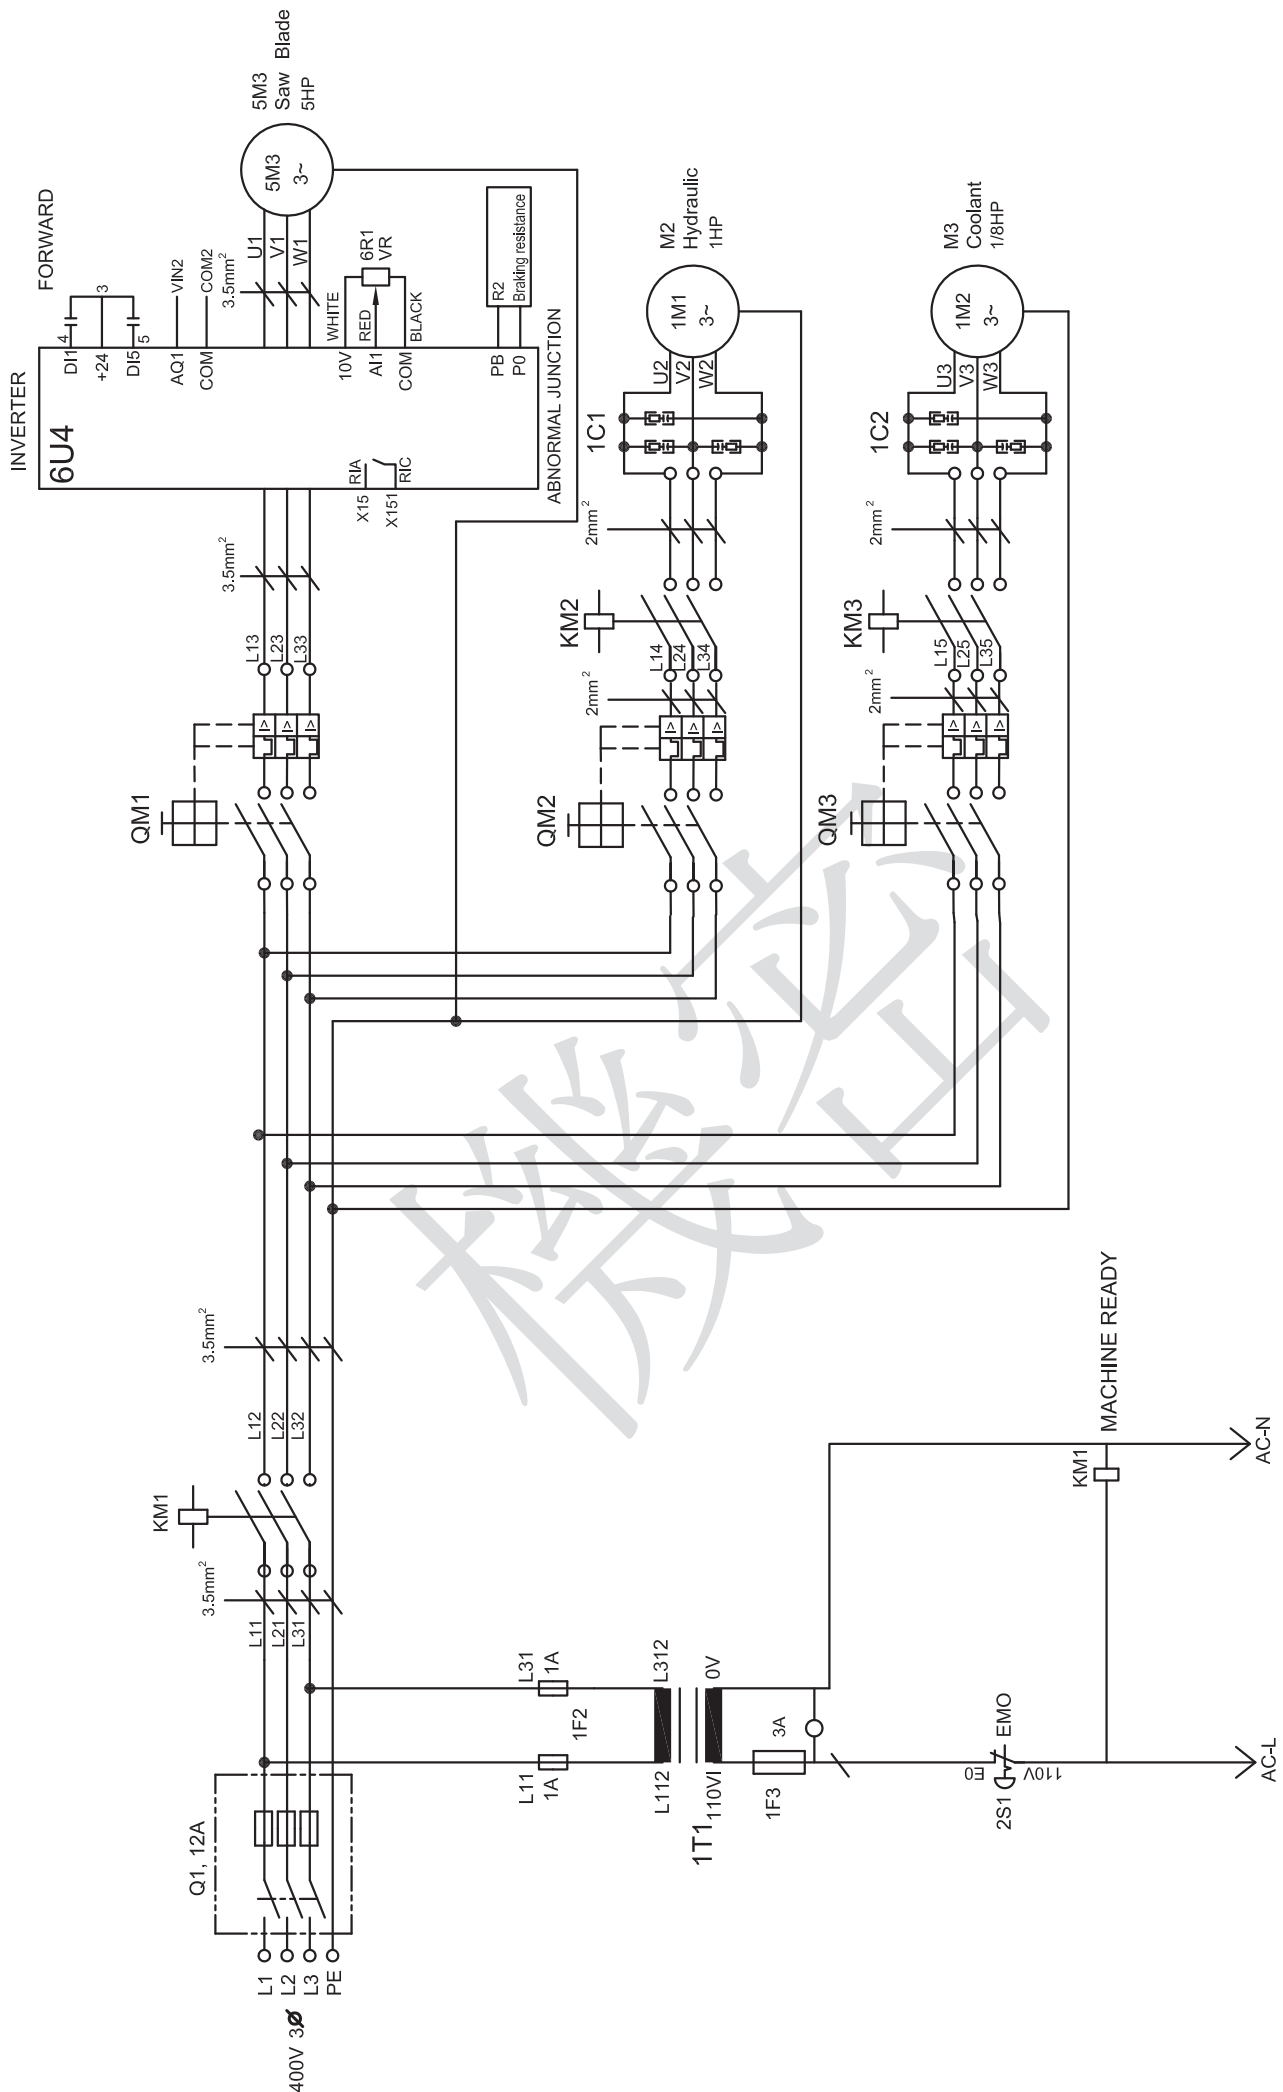 400V 3Ø
L1
L2
L3
PE
Q1, 12A
L11
L21
L31
3.5mm²
KM1
L12
L22
L32
3.5mm²
QM1
L13
L23
L33
3.5mm²
INVERTER
6U4
FORWARD
DI1
4
+24
3
DI5
5
AQ1
VIN2
COM
COM2
3.5mm²
U1
V1
W1
5M3
3~
5M3
Saw Blade
5HP
10V
WHITE
AI1
RED
COM
BLACK
6R1
VR
PB
P0
R2
Braking resistance
X15
RIA
X151
RIC
ABNORMAL JUNCTION
QM2
2mm²
L14
L24
L34
KM2
2mm²
1C1
U2
V2
W2
1M1
3~
M2
Hydraulic
1HP
QM3
2mm²
L15
L25
L35
KM3
2mm²
1C2
U3
V3
W3
1M2
3~
M3
Coolant
1/8HP
I>
I>
I>
I>
I>
I>
I>
I>
I>
L11
1A
L31
1A
1F2
L112
L312
1T1
110VI
0V
1F3
3A
2S1
EMO
E0
110V
KM1
MACHINE READY
AC-L
AC-N
機密